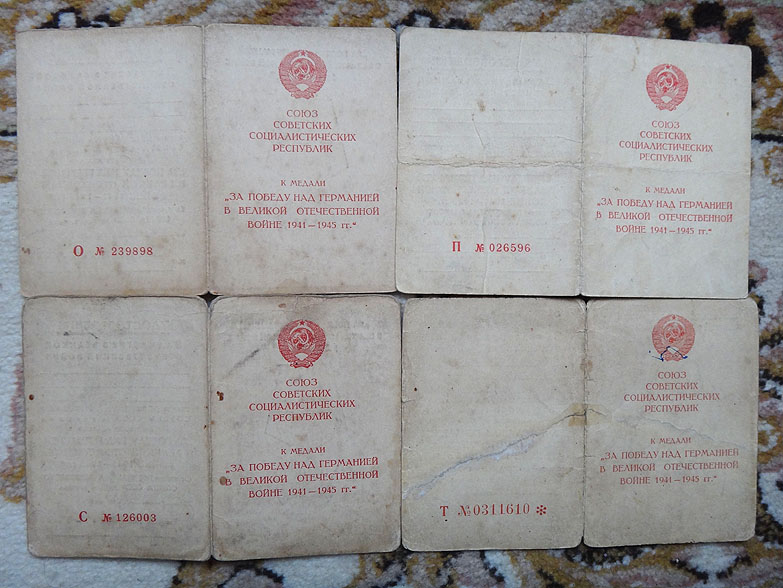 СОЮЗ
СОВЕТСКИХ
СОЦИАЛИСТИЧЕСКИХ
РЕСПУБЛИК
К МЕДАЛИ
„ЗА ПОБЕДУ НАД ГЕРМАНИЕЙ
В ВЕЛИКОЙ ОТЕЧЕСТВЕННОЙ
ВОЙНЕ 1941—1945 гг.“
О № 239898
СОЮЗ
СОВЕТСКИХ
СОЦИАЛИСТИЧЕСКИХ
РЕСПУБЛИК
К МЕДАЛИ
„ЗА ПОБЕДУ НАД ГЕРМАНИЕЙ
В ВЕЛИКОЙ ОТЕЧЕСТВЕННОЙ
ВОЙНЕ 1941—1945 гг.“
П № 026596
СОЮЗ
СОВЕТСКИХ
СОЦИАЛИСТИЧЕСКИХ
РЕСПУБЛИК
К МЕДАЛИ
„ЗА ПОБЕДУ НАД ГЕРМАНИЕЙ
В ВЕЛИКОЙ ОТЕЧЕСТВЕННОЙ
ВОЙНЕ 1941—1945 гг.“
С № 126003
СОЮЗ
СОВЕТСКИХ
СОЦИАЛИСТИЧЕСКИХ
РЕСПУБЛИК
К МЕДАЛИ
„ЗА ПОБЕДУ НАД ГЕРМАНИЕЙ
В ВЕЛИКОЙ ОТЕЧЕСТВЕННОЙ
ВОЙНЕ 1941—1945 гг.“
Т № 0311610 *